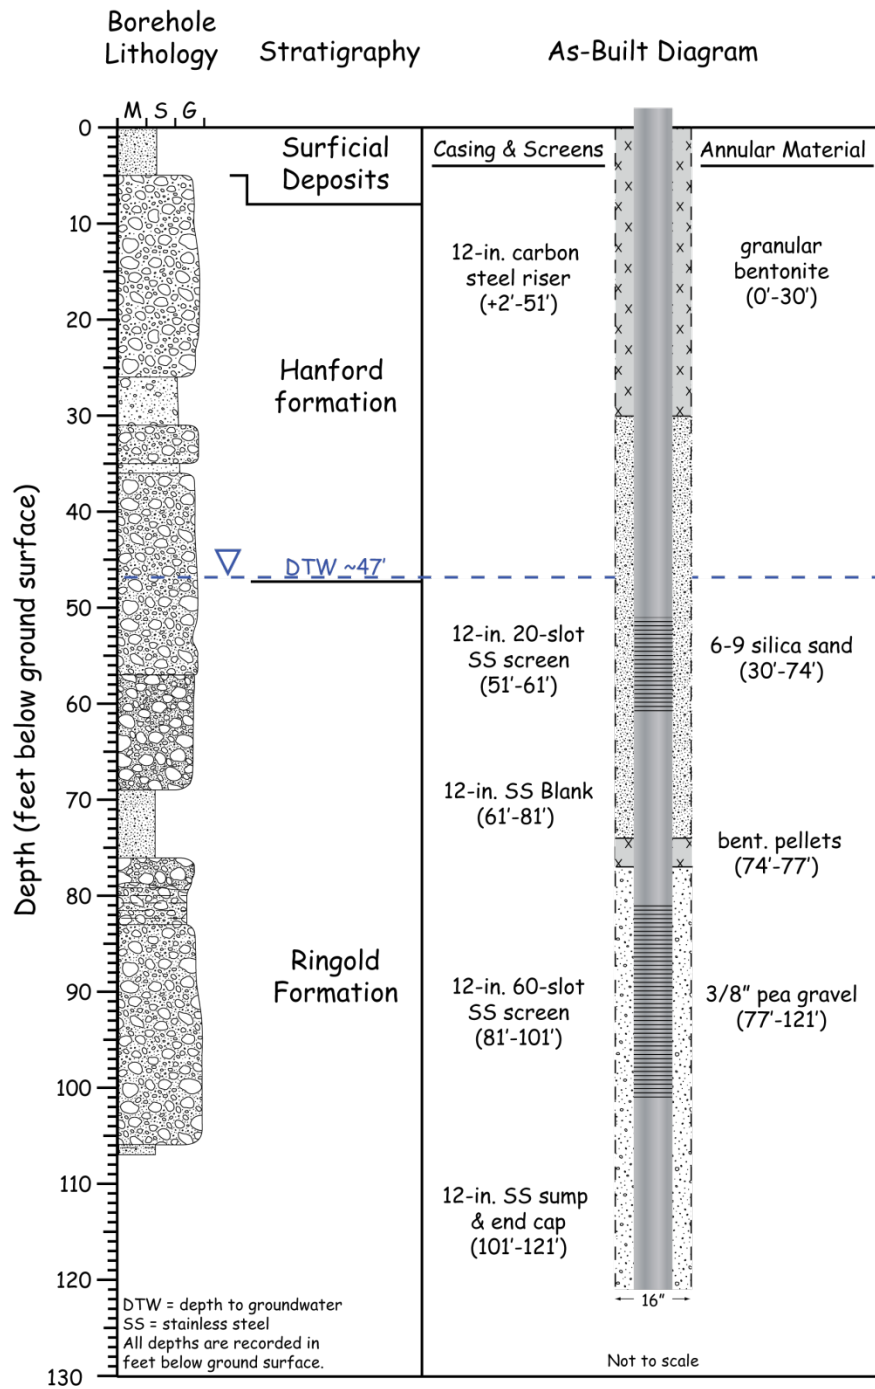 Borehole
Lithology
Stratigraphy
As-Built Diagram
M S G
Depth (feet below ground surface)
0
10
20
30
40
50
60
70
80
90
100
110
120
130
Surficial
Deposits
Hanford
formation
DTW ~47'
Ringold
Formation
Casing & Screens
12-in. carbon
steel riser
(+2'-51')
12-in. 20-slot
SS screen
(51'-61')
12-in. SS Blank
(61'-81')
12-in. 60-slot
SS screen
(81'-101')
12-in. SS sump
& end cap
(101'-121')
Annular Material
granular
bentonite
(0'-30')
6-9 silica sand
(30'-74')
bent. pellets
(74'-77')
3/8" pea gravel
(77'-121')
16"
DTW = depth to groundwater
SS = stainless steel
All depths are recorded in
feet below ground surface.
Not to scale